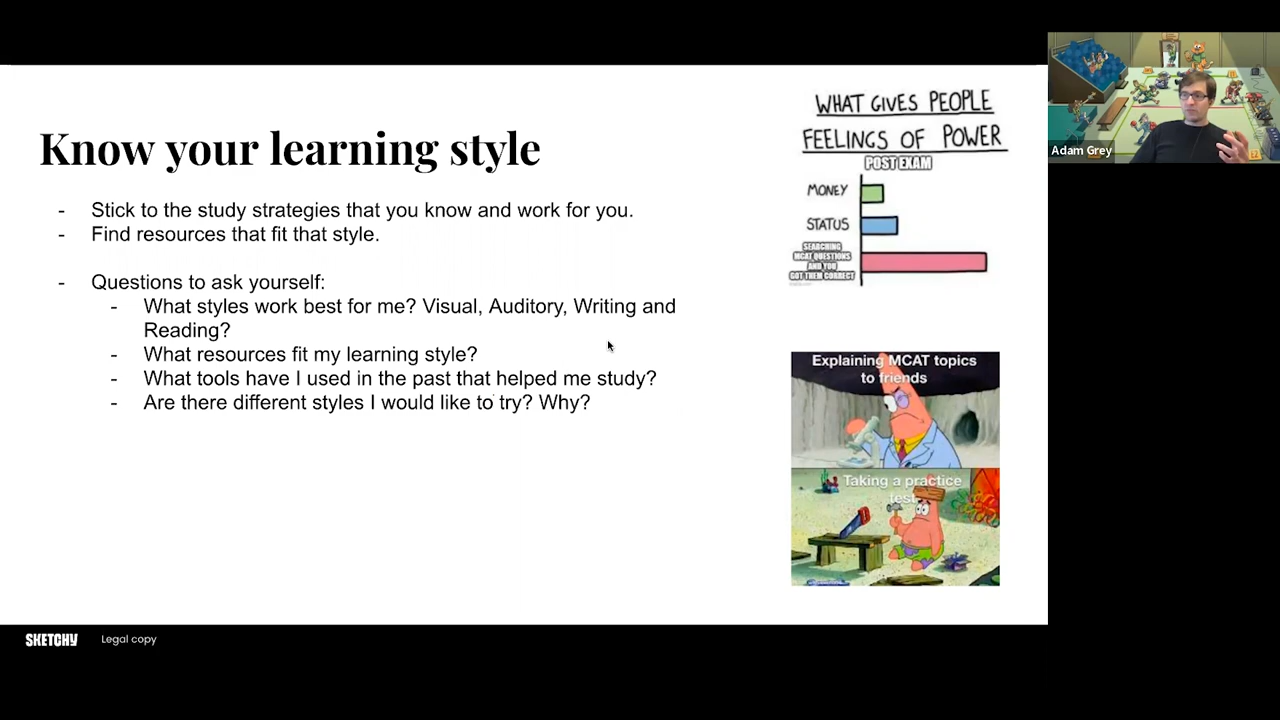 Know your learning style
- Stick to the study strategies that you know and work for you.
- Find resources that fit that style.
- Questions to ask yourself:
- What styles work best for me? Visual, Auditory, Writing and
Reading?
- What resources fit my learning style?
- What tools have I used in the past that helped me study?
- Are there different styles I would like to try? Why?
WHAT GIVES PEOPLE
FEELINGS OF POWER
POST EXAM
MONEY
STATUS
SEARCHING
MCAT QUESTIONS
AND YOU
GOT THEM CORRECT
Explaining MCAT topics
to friends
Taking a practice
test
Adam Grey
SKETCHY
Legal copy